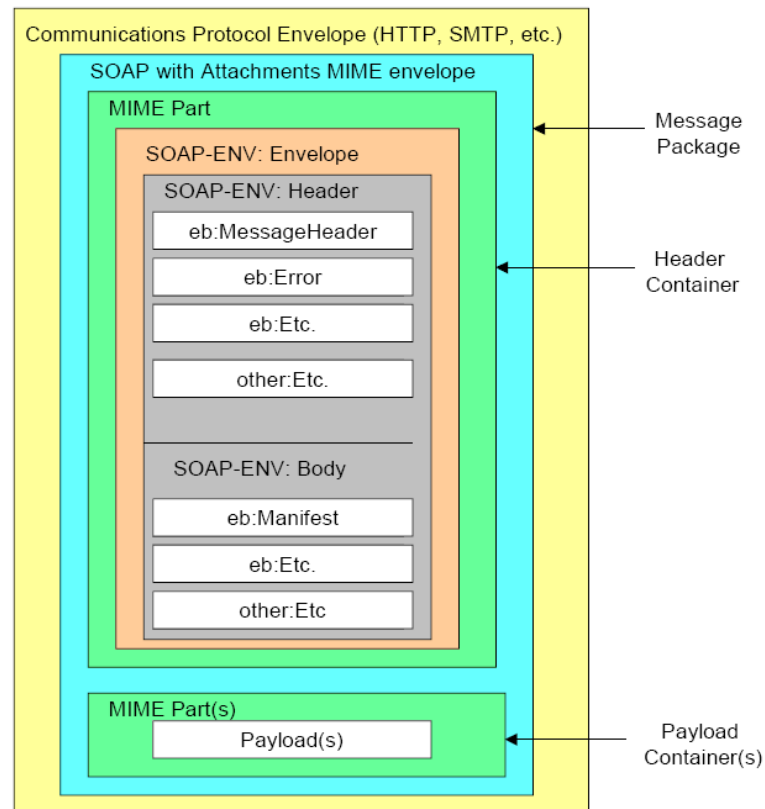 Communications Protocol Envelope (HTTP, SMTP, etc.)
SOAP with Attachments MIME envelope
MIME Part
SOAP-ENV: Envelope
SOAP-ENV: Header
eb:MessageHeader
eb:Error
eb:Etc.
other:Etc.
SOAP-ENV: Body
eb:Manifest
eb:Etc.
other:Etc
MIME Part(s)
Payload(s)
Message
Package
Header
Container
Payload
Container(s)